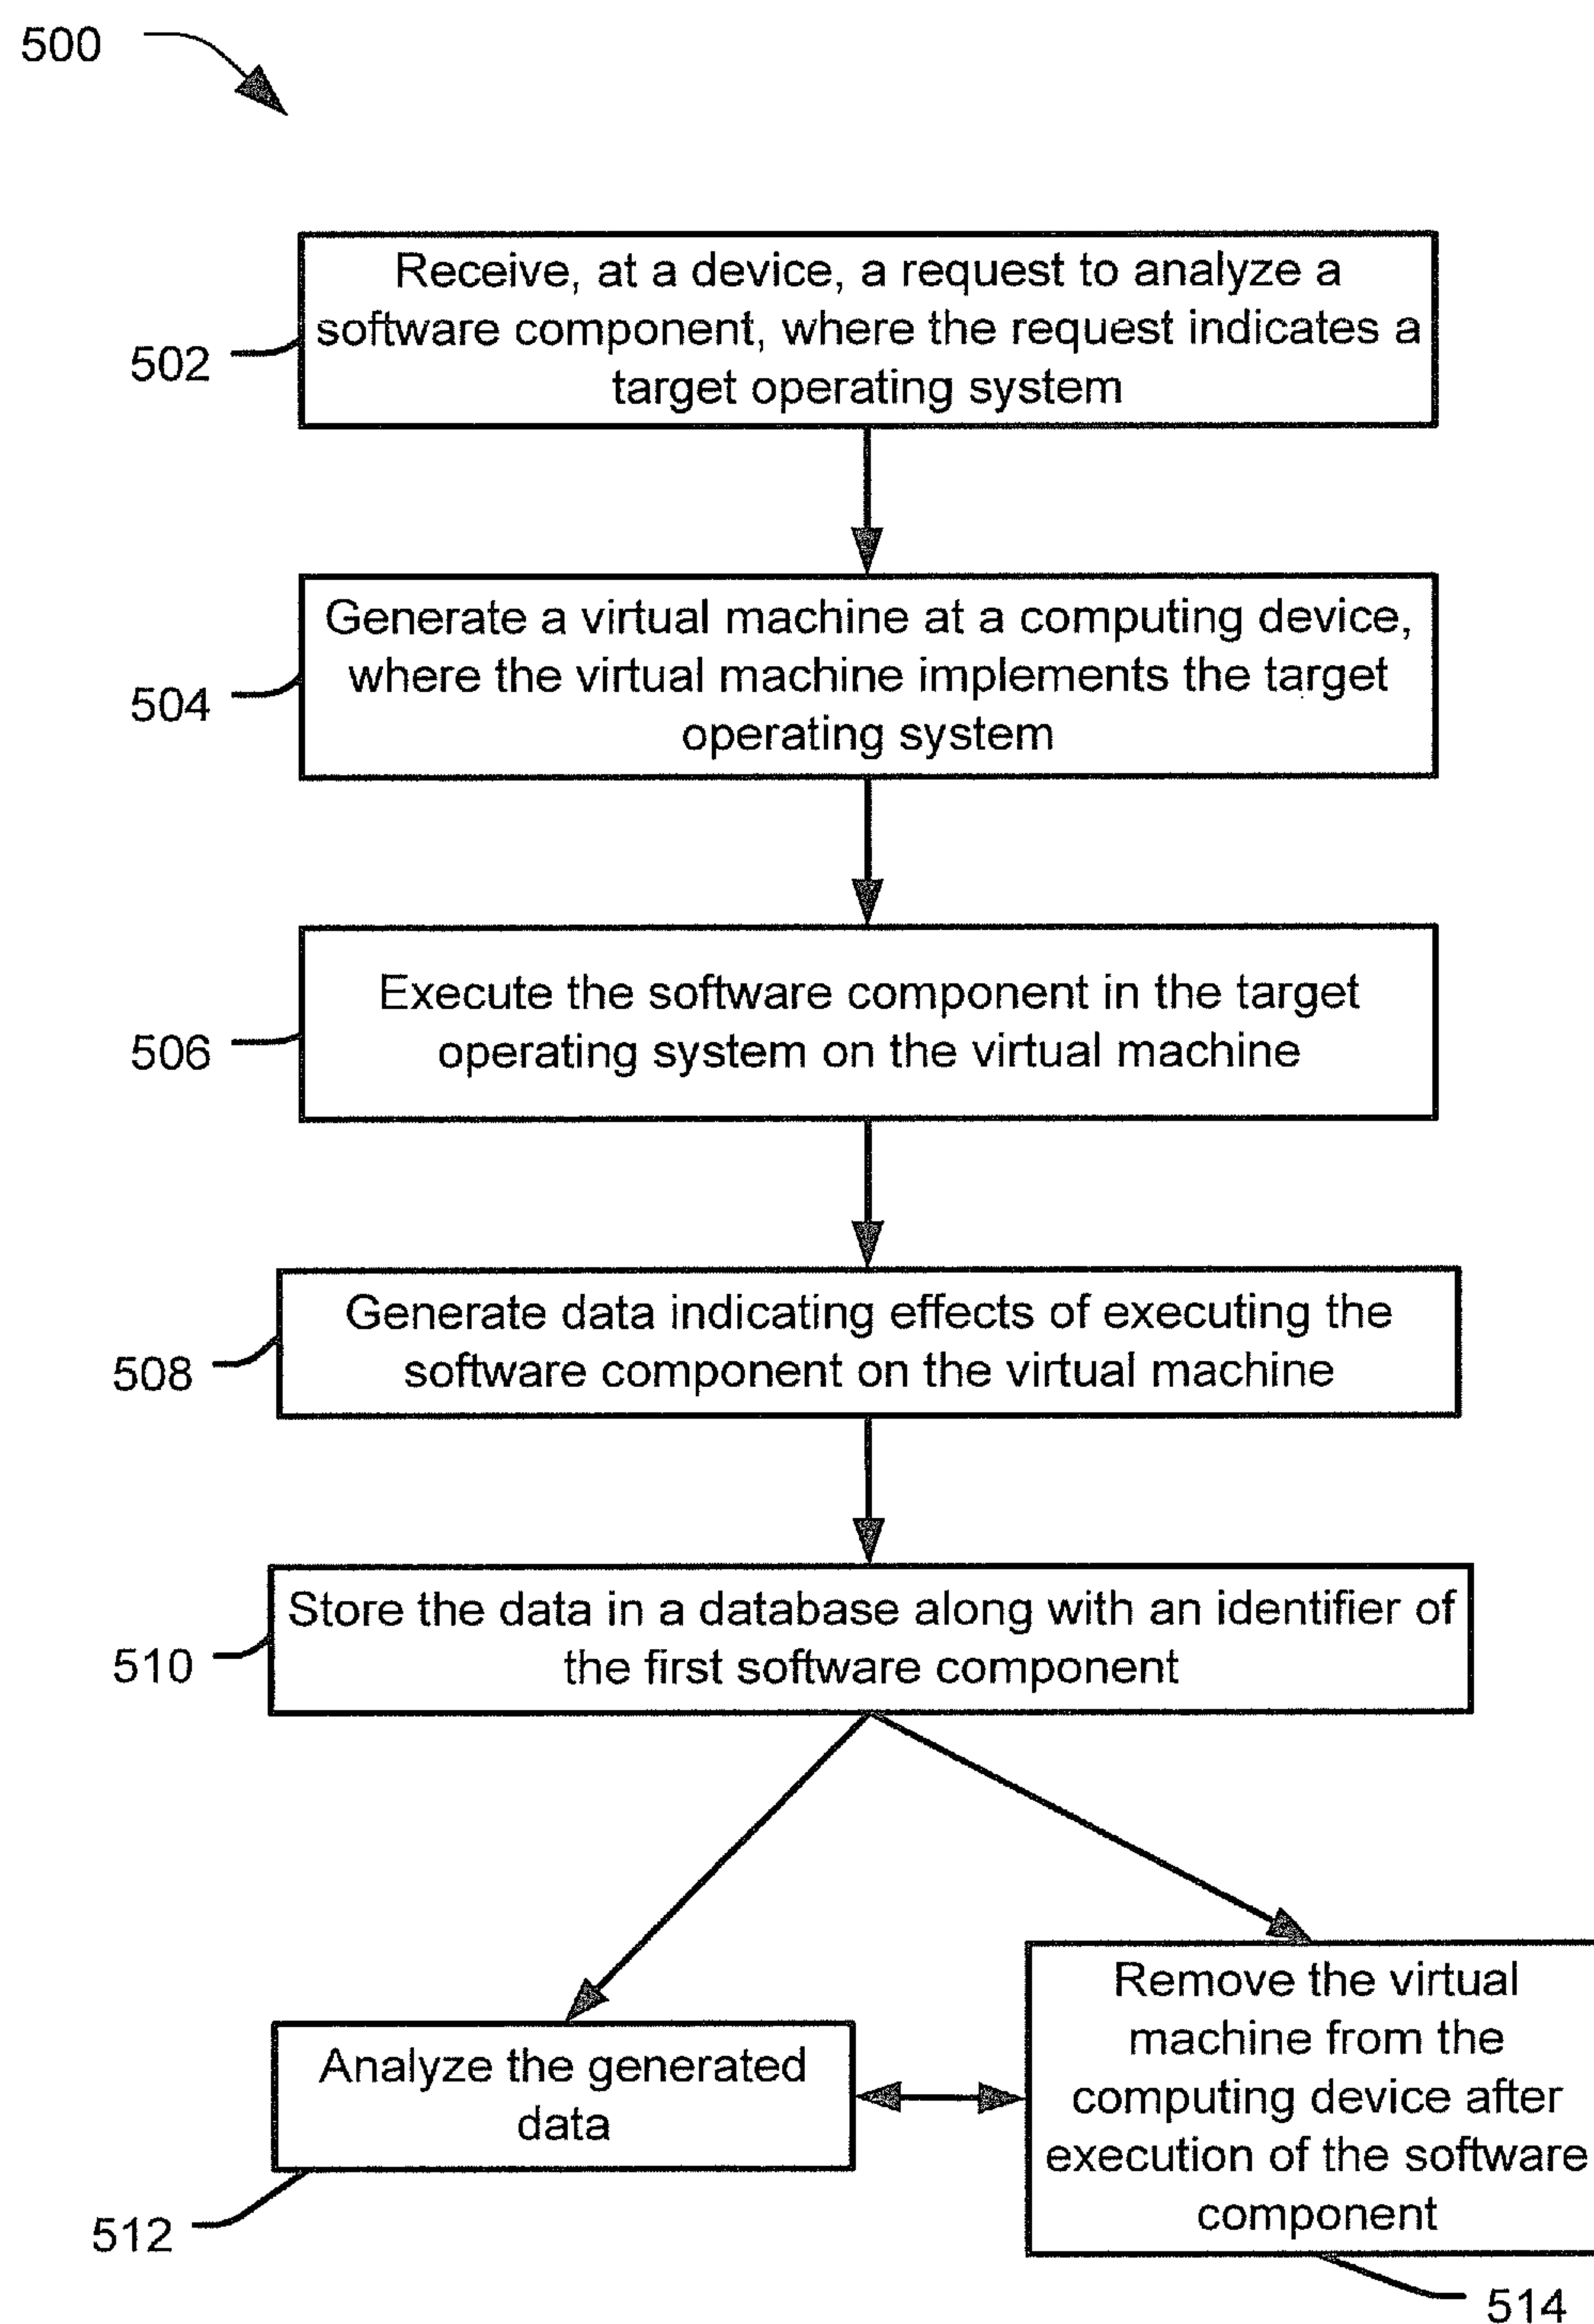 500
Receive, at a device, a request to analyze a
software component, where the request indicates a
target operating system
502
Generate a virtual machine at a computing device,
where the virtual machine implements the target
operating system
504
Execute the software component in the target
operating system on the virtual machine
506
Generate data indicating effects of executing the
software component on the virtual machine
508
Store the data in a database along with an identifier of
the first software component
510
Analyze the generated
data
512
Remove the virtual
machine from the
computing device after
execution of the software
component
514